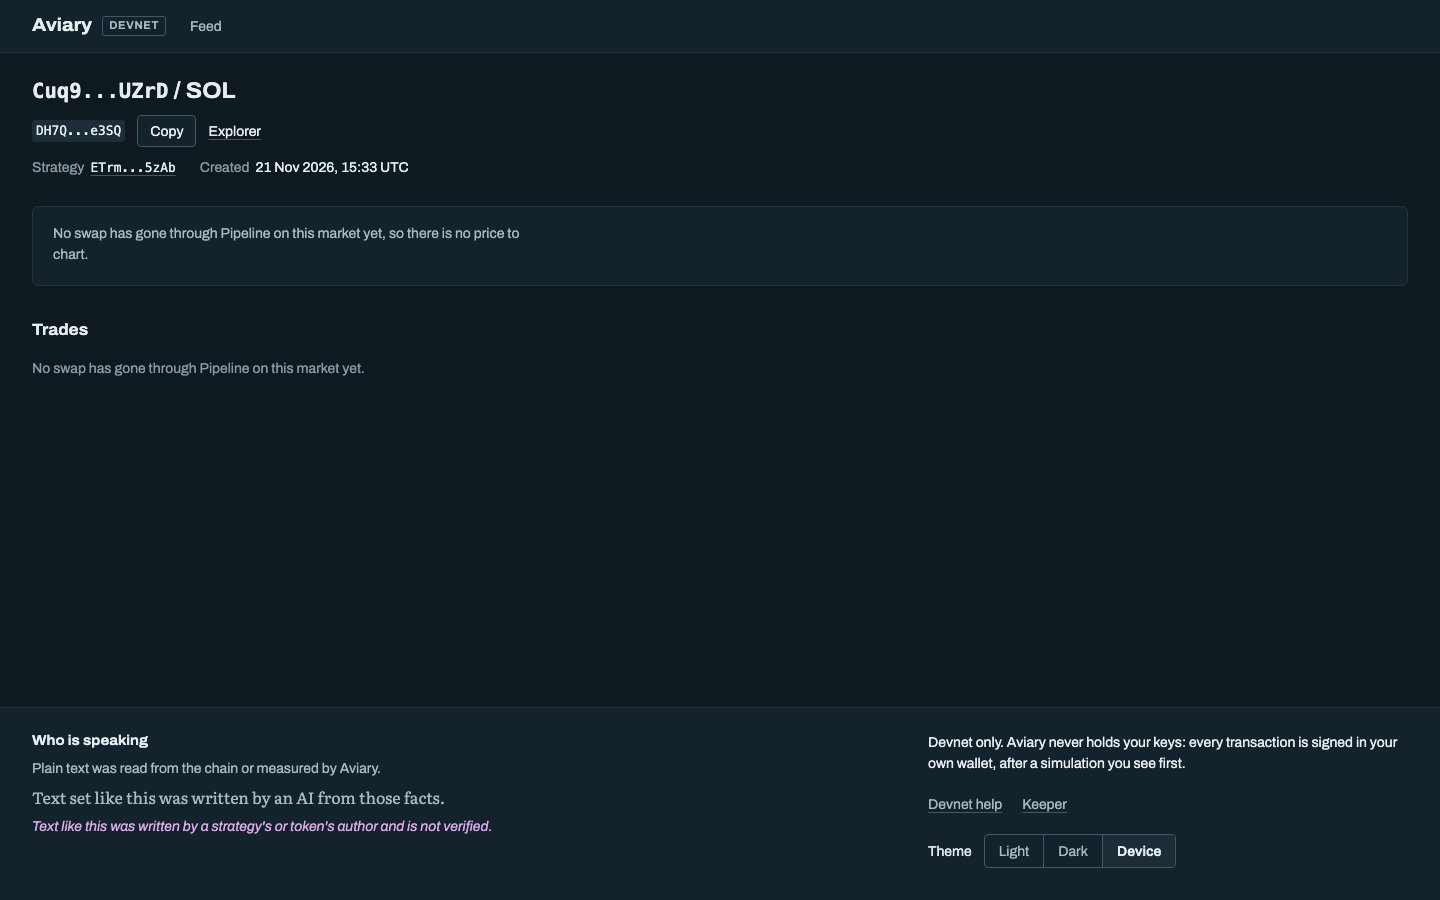 Aviary DEVNET Feed
Cuq9...UZrD / SOL
DH7Q...e3SQ Copy Explorer
Strategy ETrm...5zAb Created 21 Nov 2026, 15:33 UTC
No swap has gone through Pipeline on this market yet, so there is no price to
chart.
Trades
No swap has gone through Pipeline on this market yet.
Who is speaking
Plain text was read from the chain or measured by Aviary.
Text set like this was written by an AI from those facts.
Text like this was written by a strategy's or token's author and is not verified.
Devnet only. Aviary never holds your keys: every transaction is signed in your
own wallet, after a simulation you see first.
Devnet help Keeper
Theme Light Dark Device